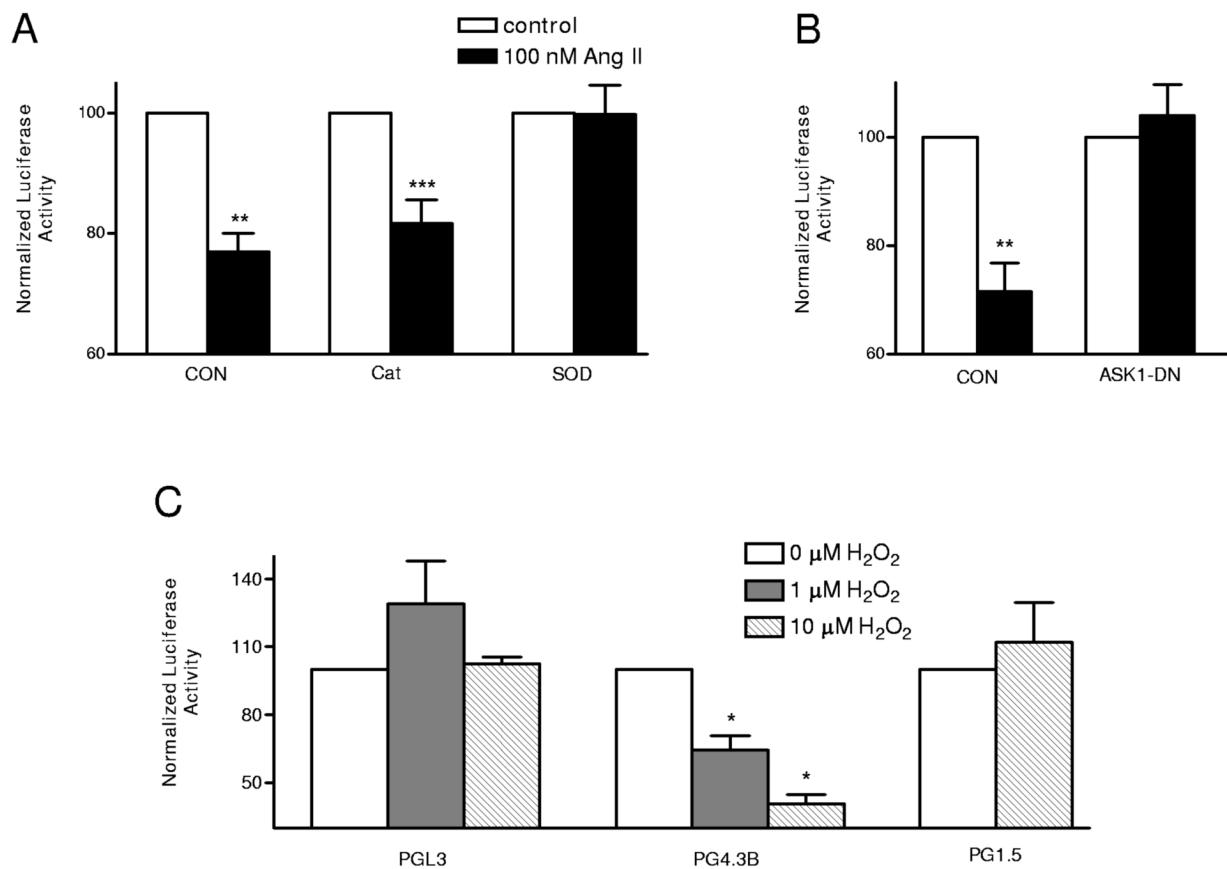 A
control
100 nM Ang II
Normalized Luciferase
Activity
100
80
60
**
***
CON
Cat
SOD
B
Normalized Luciferase
Activity
100
80
60
**
CON
ASK1-DN
C
0 μM H₂O₂
1 μM H₂O₂
10 μM H₂O₂
Normalized Luciferase
Activity
140
110
80
50
*
*
PGL3
PG4.3B
PG1.5